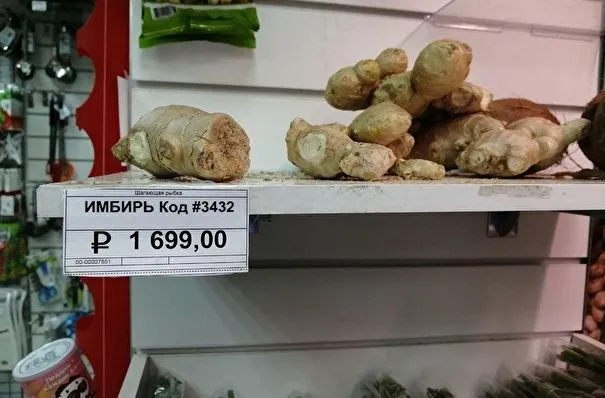 Шагающая рыбка
ИМБИРЬ Код #3432
₽ 1 699,00
00-00007851